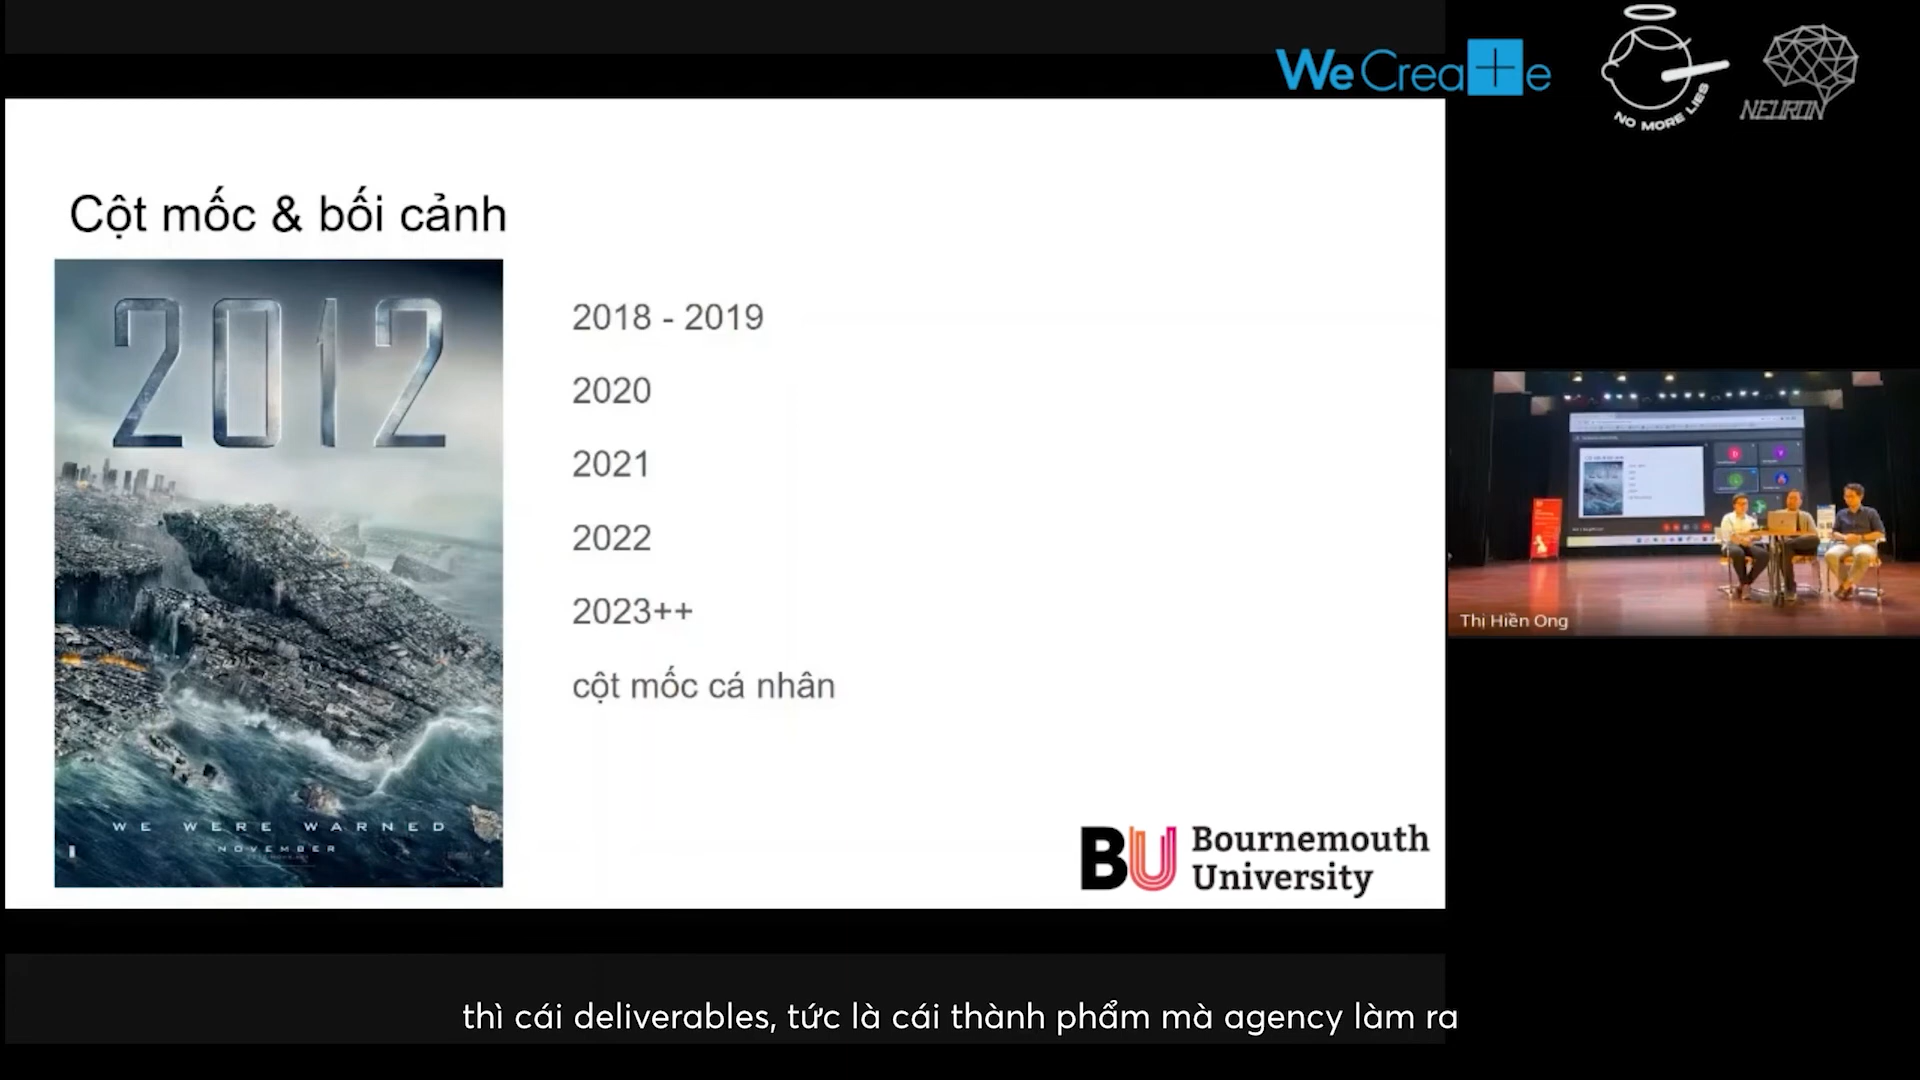 WeCreate
NO MORE LIES
NEURON
Cột mốc & bối cảnh
2012
WE WERE WARNED
NOVEMBER
2018 - 2019
2020
2021
2022
2023++
cột mốc cá nhân
BU Bournemouth
University
Thị Hiền Ong
thì cái deliverables, tức là cái thành phẩm mà agency làm ra